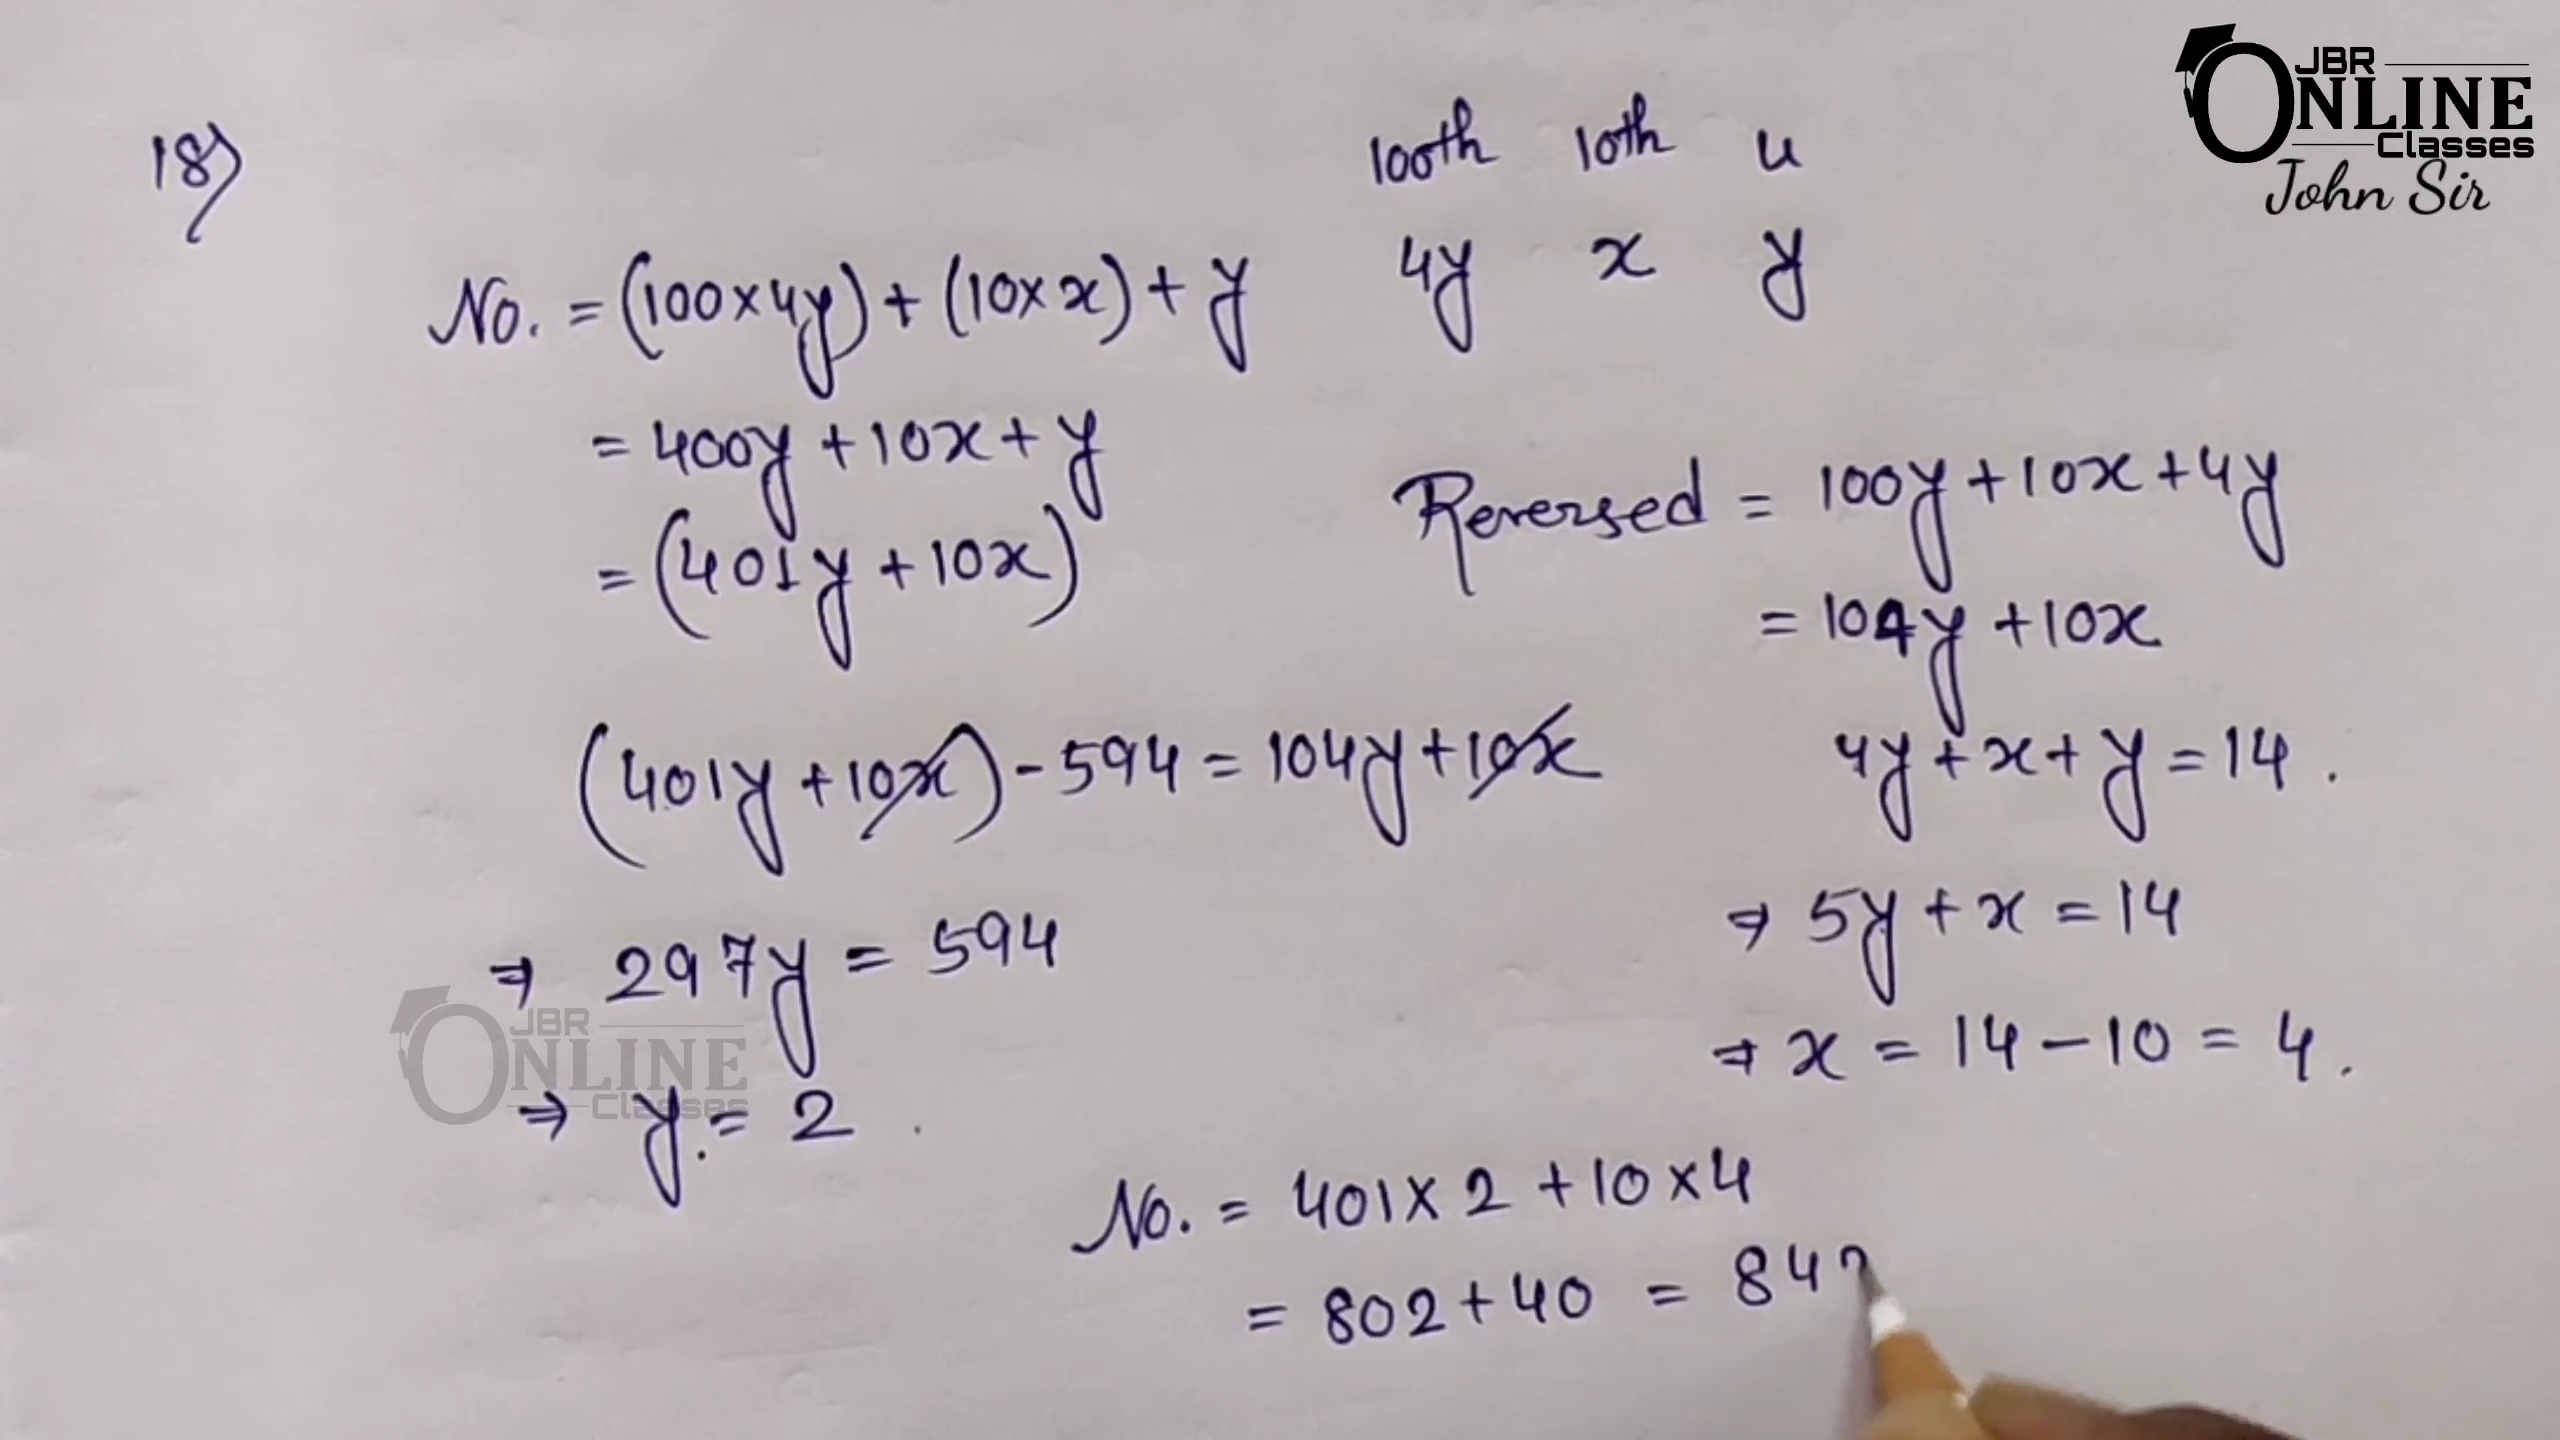 JBR
ONLINE
Classes
John Sir
18)
100th 10th u
4y x y
No. = (100×4y) + (10×x) + y
= 400y + 10x + y
= (401y + 10x)
Reversed = 100y + 10x + 4y
= 104y + 10x
(401y + 10x) - 594 = 104y + 10x
⇒ 297y = 594
⇒ y = 2
4y + x + y = 14.
⇒ 5y + x = 14
⇒ x = 14 - 10 = 4.
JBR
ONLINE
Classes
No. = 401×2 + 10×4
= 802 + 40 = 842